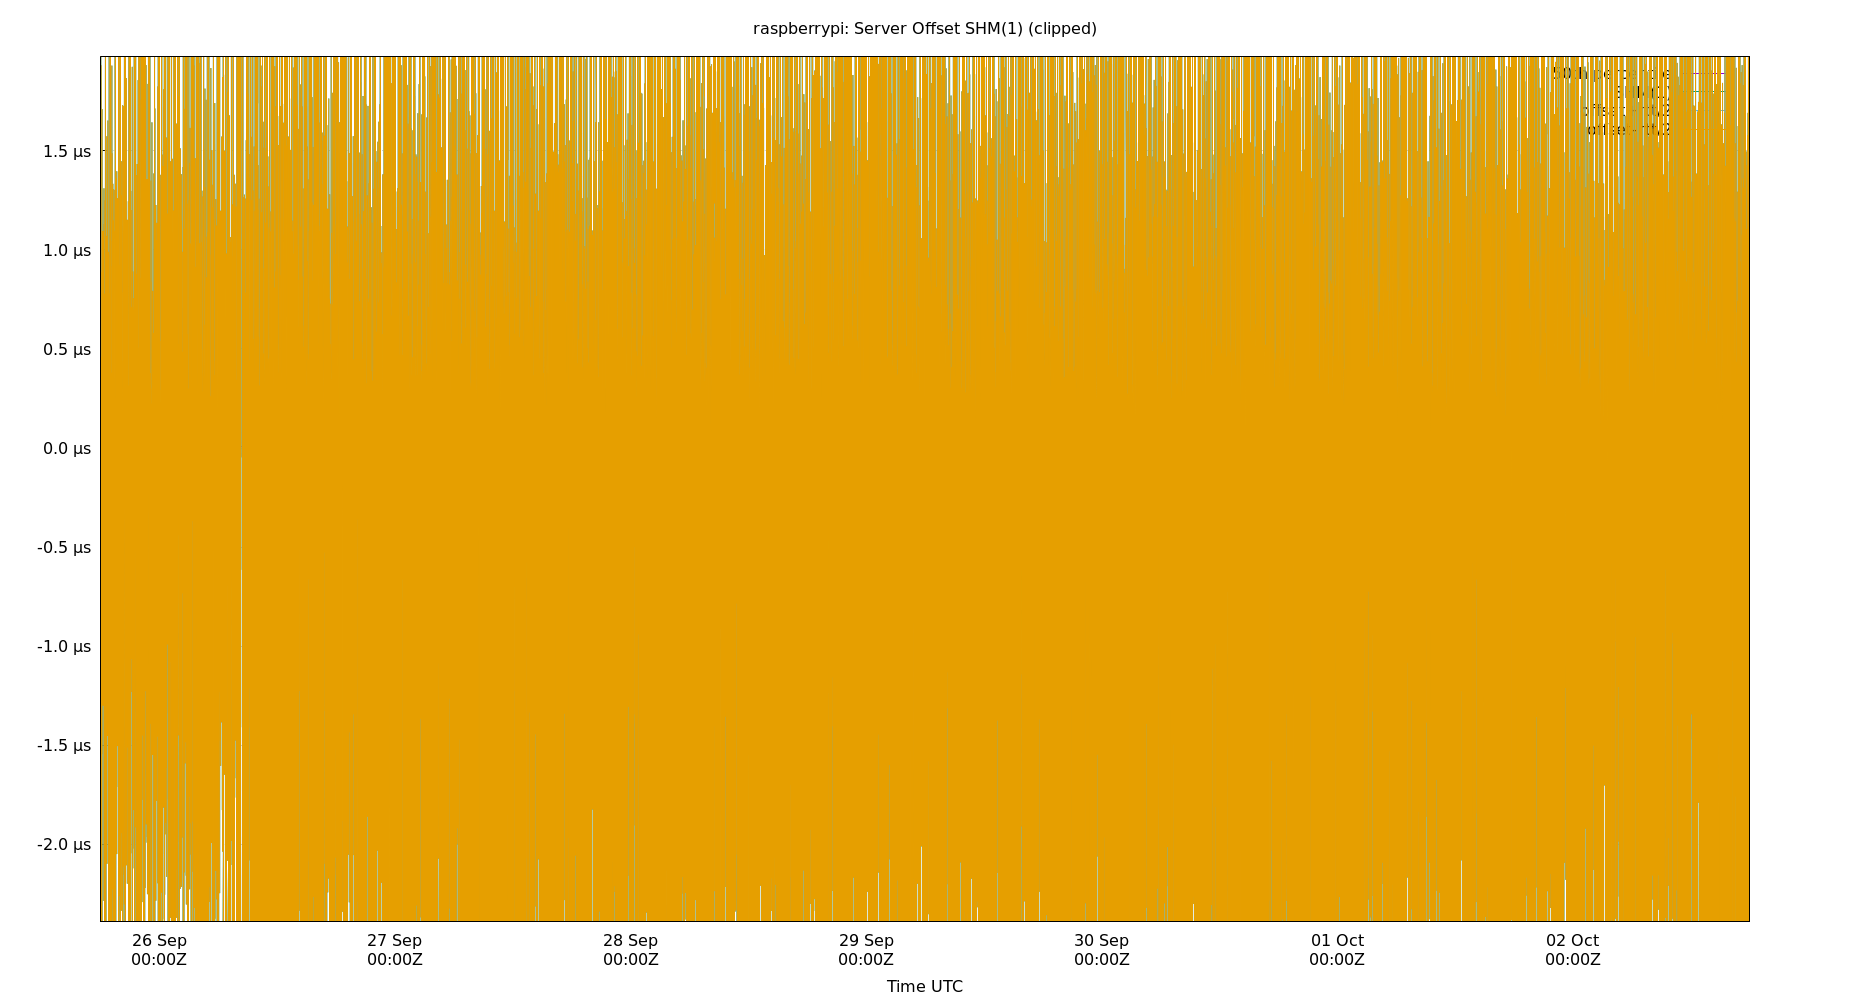 raspberrypi: Server Offset SHM(1) (clipped)
1.5 µs
1.0 µs
0.5 µs
0.0 µs
-0.5 µs
-1.0 µs
-1.5 µs
-2.0 µs
26 Sep 27 Sep 28 Sep 29 Sep 30 Sep 01 Oct 02 Oct
00:00Z 00:00Z 00:00Z 00:00Z 00:00Z 00:00Z 00:00Z
Time UTC